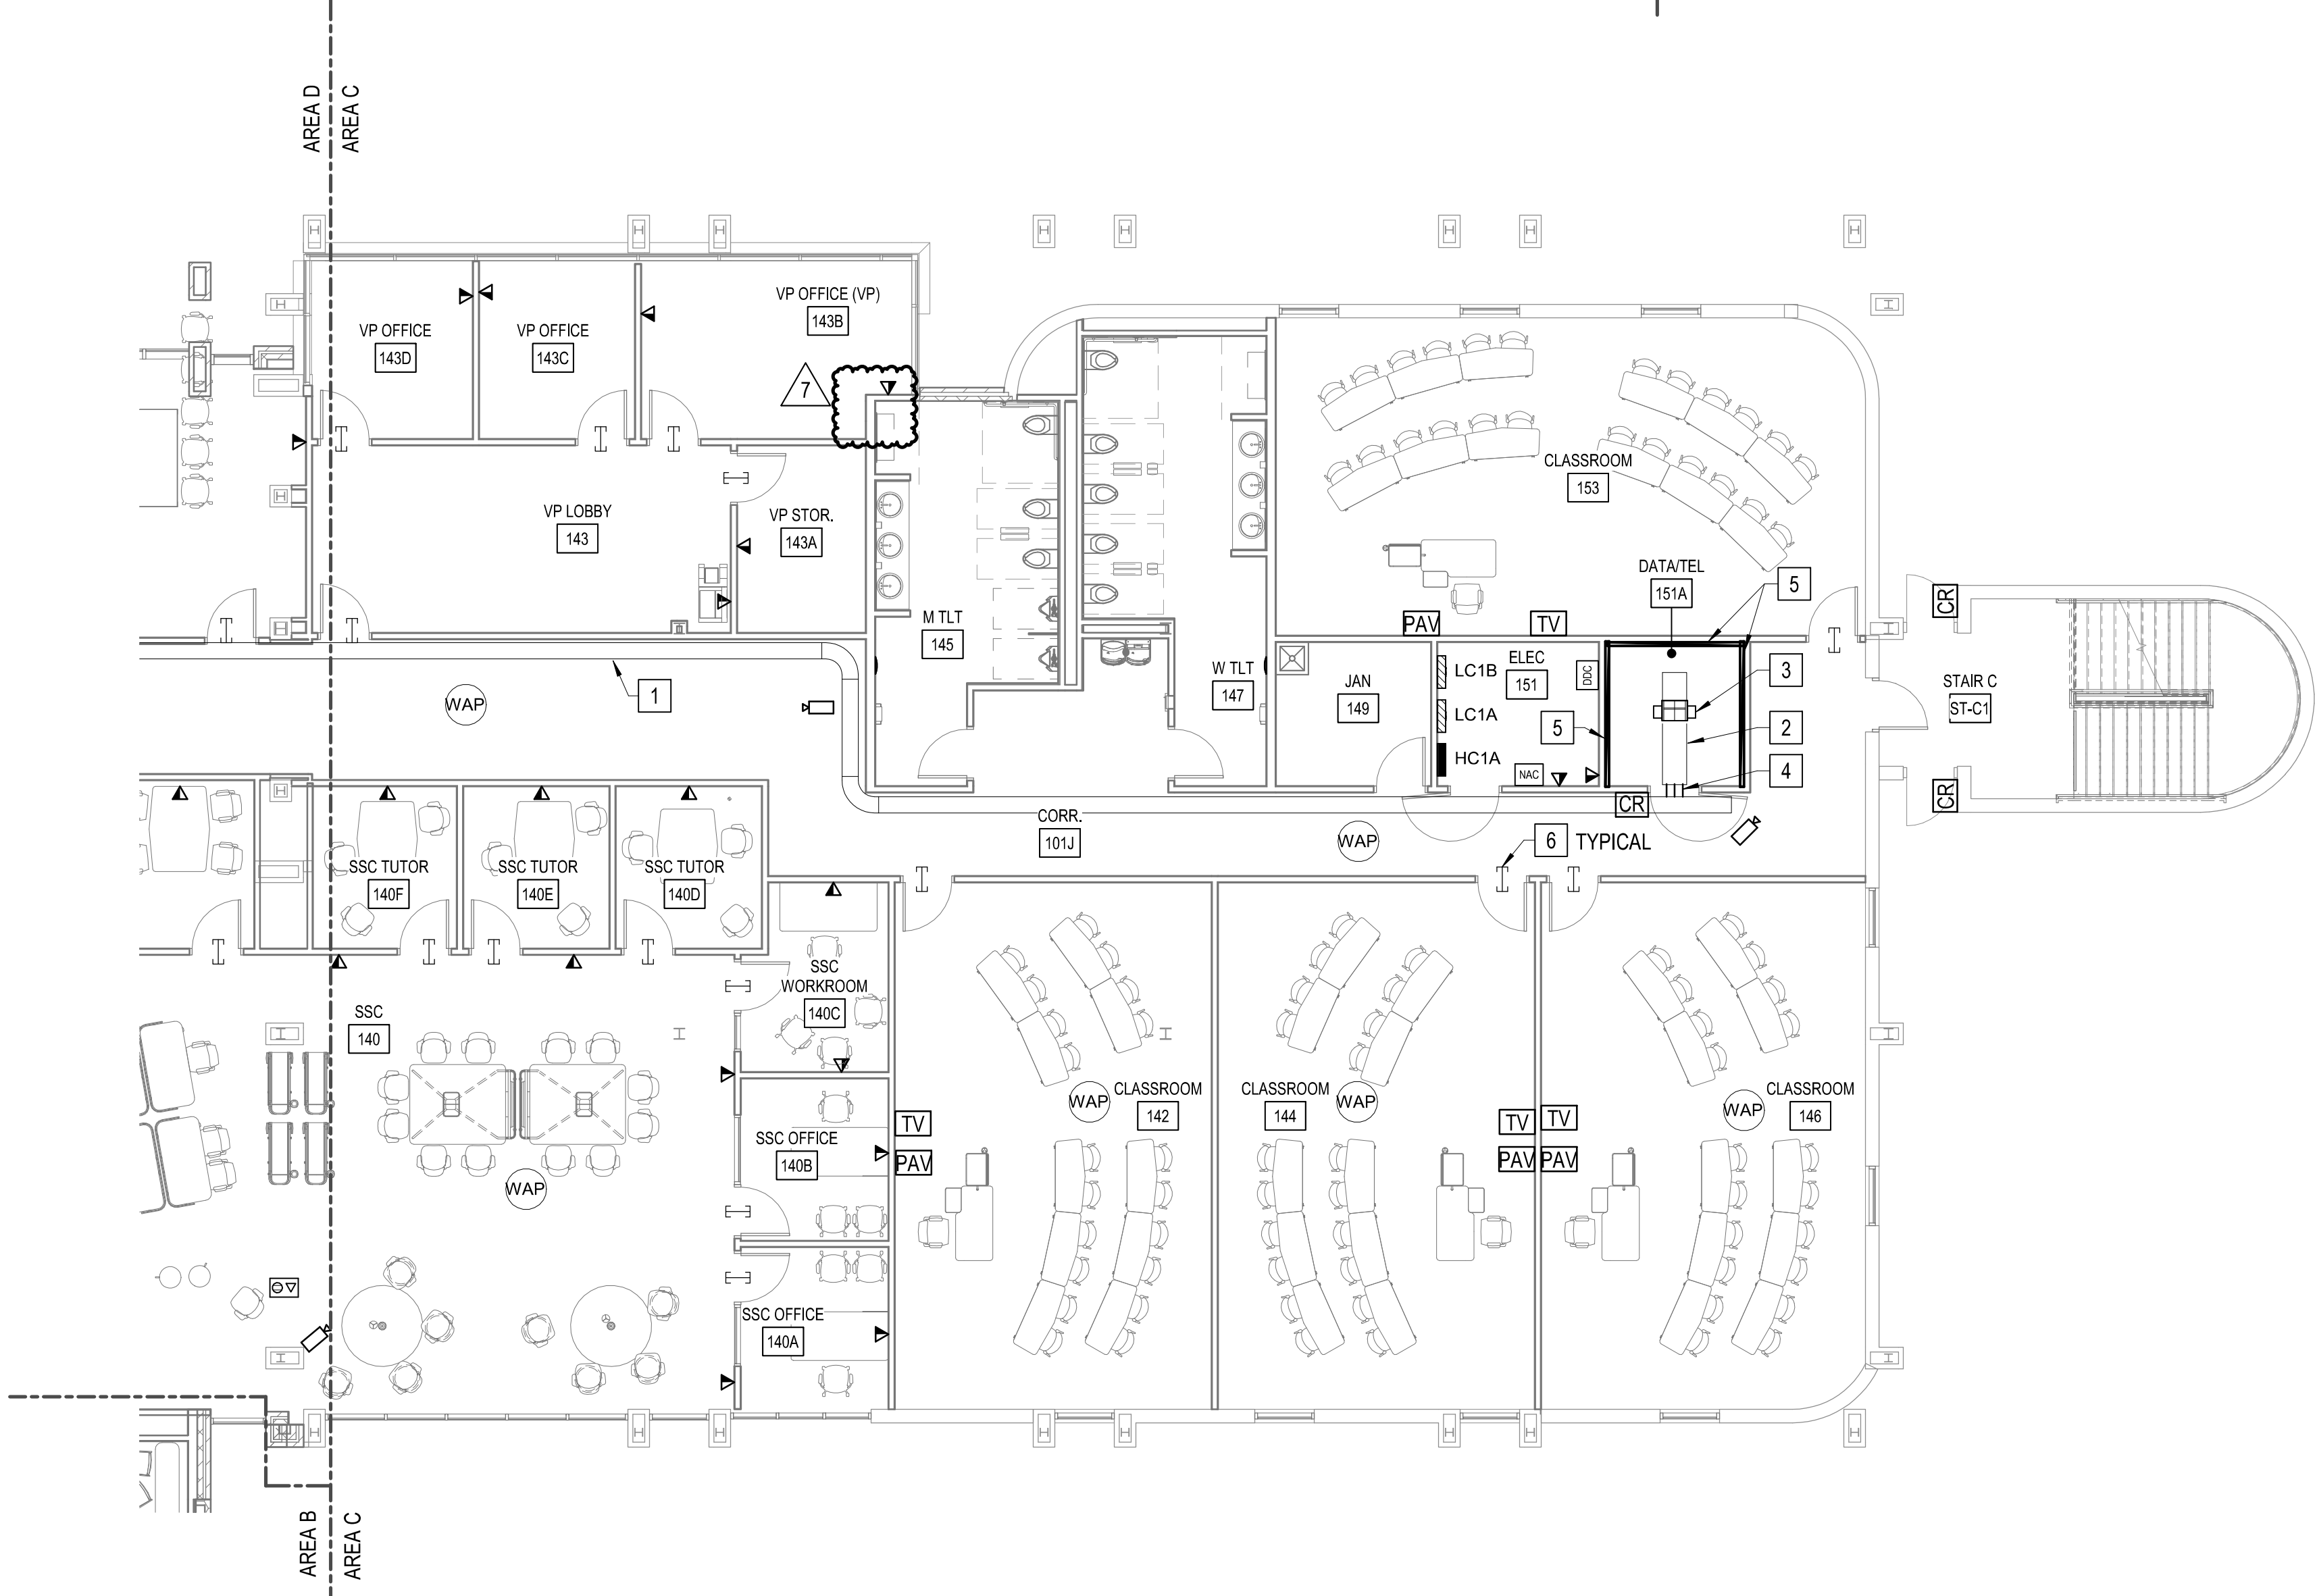 AREA D
AREA C
VP OFFICE (VP)
143B
VP OFFICE
143D
VP OFFICE
143C
7
CLASSROOM
153
VP LOBBY
143
VP STOR.
143A
DATA/TEL
151A
5
CR
M TLT
145
PAV
TV
W TLT
147
JAN
149
LC1B
ELEC
151
DDC
3
STAIR C
ST-C1
1
WAP
LC1A
5
2
HC1A
NAC
4
CR
CR
CORR.
101J
WAP
6 TYPICAL
SSC TUTOR
140F
SSC TUTOR
140E
SSC TUTOR
140D
SSC
WORKROOM
140C
SSC
140
WAP
CLASSROOM
142
CLASSROOM
144
WAP
WAP
CLASSROOM
146
TV
TV
TV
SSC OFFICE
140B
PAV
PAV
PAV
WAP
SSC OFFICE
140A
AREA B
AREA C